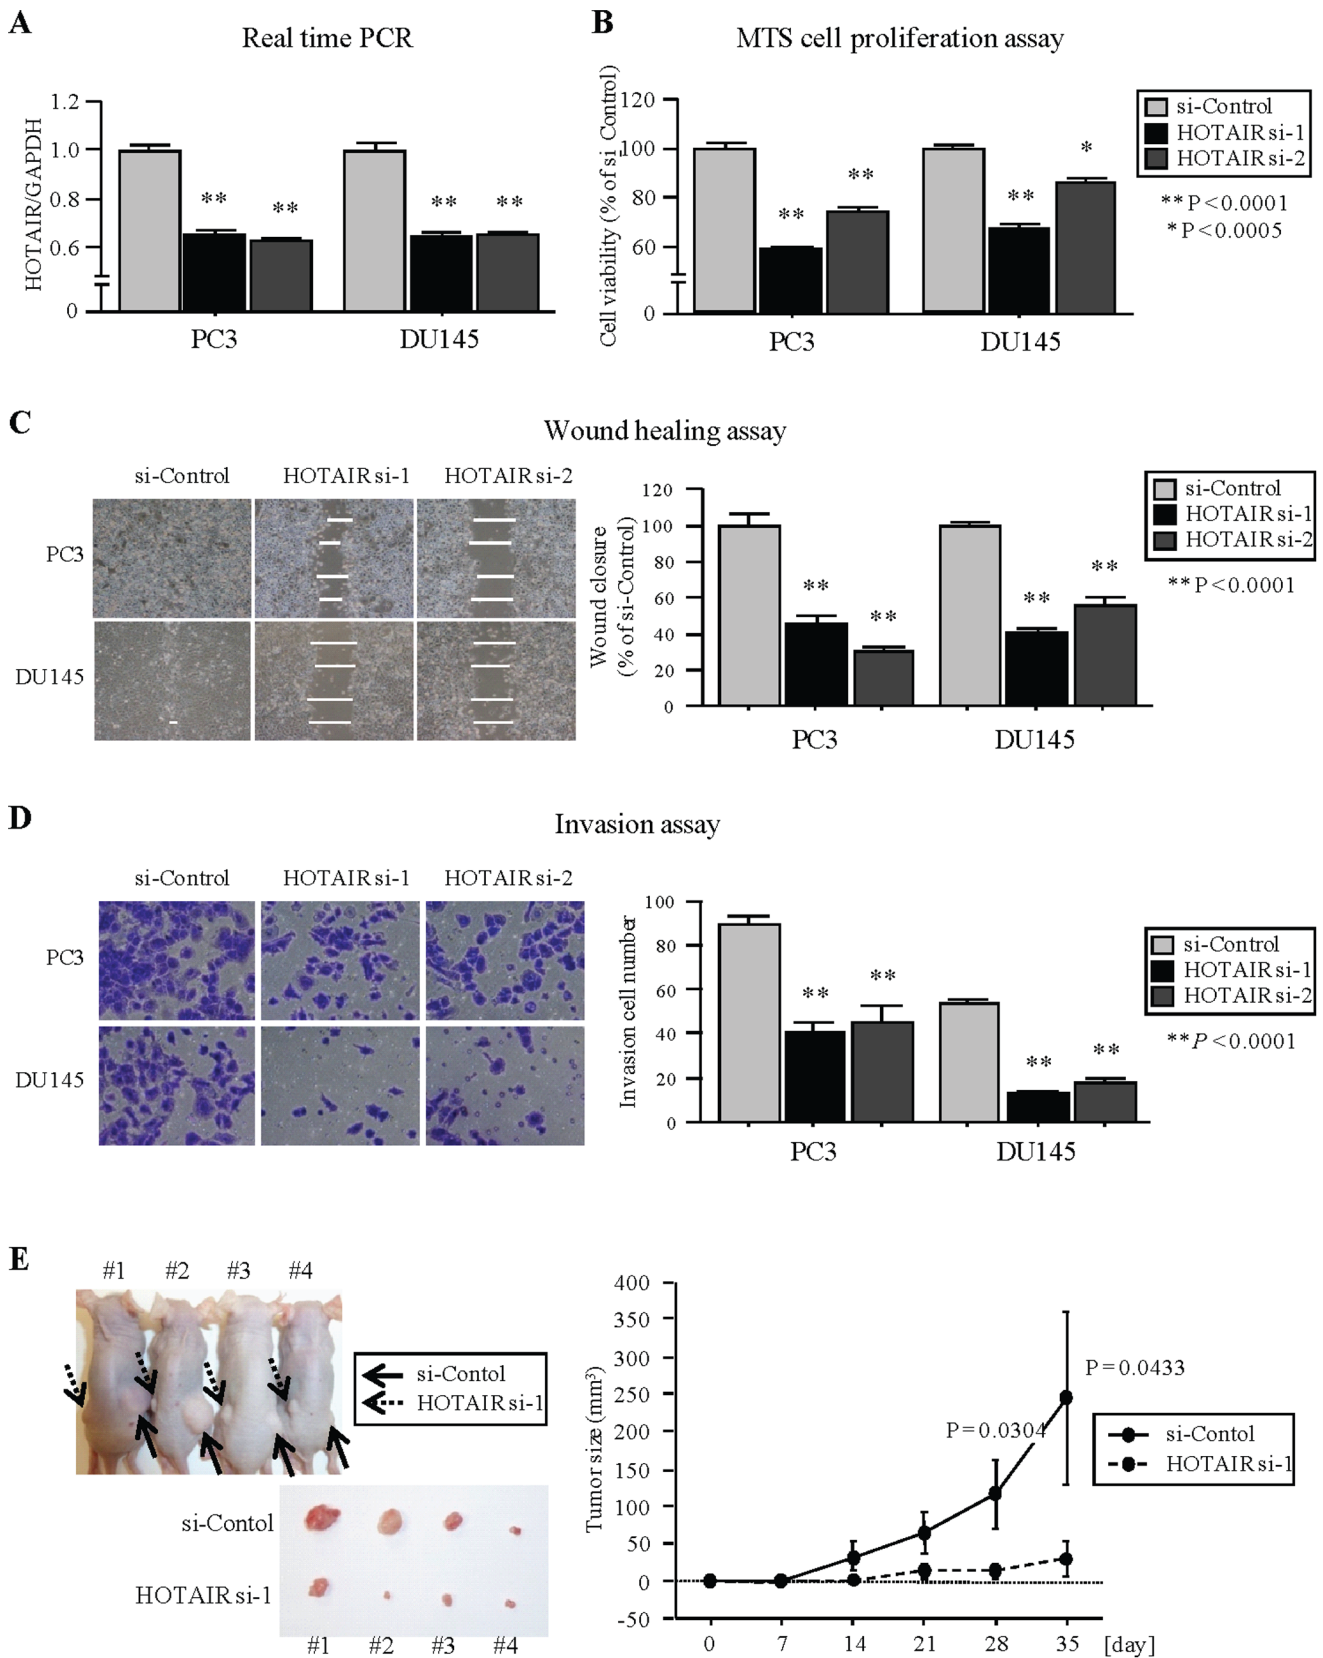 A
Real time PCR
HOTAIR/GAPDH
1.2
1.0
0.8
0.6
0
** ** ** **
PC3 DU145
B
MTS cell proliferation assay
Cell viability (% of si Control)
120
100
80
60
0
** ** ** *
PC3 DU145
si-Control
HOTAIR si-1
HOTAIR si-2
** P<0.0001
* P<0.0005
C
Wound healing assay
si-Control HOTAIR si-1 HOTAIR si-2
PC3
DU145
Wound closure
(% of si-Control)
120
100
80
60
40
20
0
** ** ** **
PC3 DU145
si-Control
HOTAIR si-1
HOTAIR si-2
** P<0.0001
D
Invasion assay
si-Control HOTAIR si-1 HOTAIR si-2
PC3
DU145
Invasion cell number
100
80
60
40
20
0
** ** ** **
PC3 DU145
si-Control
HOTAIR si-1
HOTAIR si-2
**P<0.0001
E
#1 #2 #3 #4
si-Contol
HOTAIR si-1
si-Contol
HOTAIR si-1
#1 #2 #3 #4
Tumor size (mm³)
400
350
300
250
200
150
100
50
0
-50
0 7 14 21 28 35 [day]
P=0.0304
P=0.0433
si-Contol
HOTAIR si-1